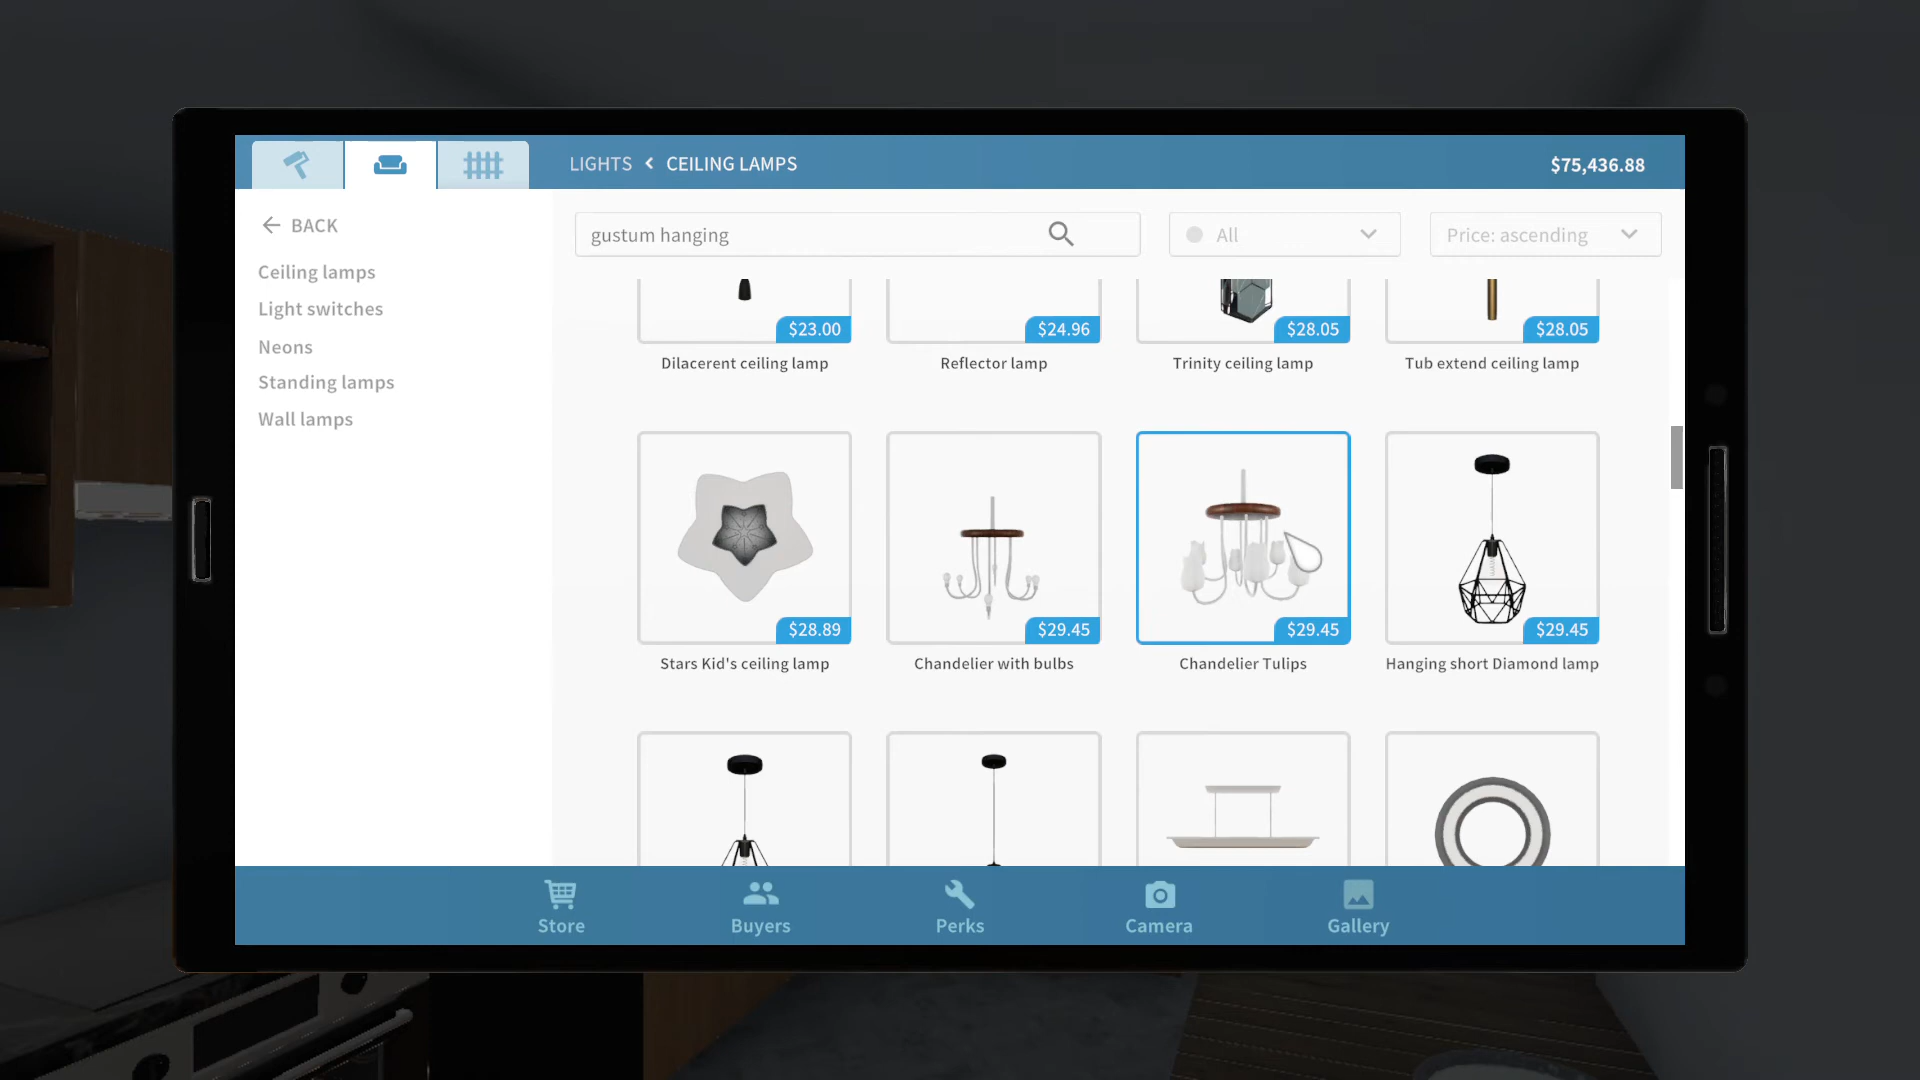 LIGHTS CEILING LAMPS
$75,436.88
BACK
gustum hanging
All
Price: ascending
Ceiling lamps
Light switches
Neons
Standing lamps
Wall lamps
$23.00
$24.96
$28.05
$28.05
Dilacerent ceiling lamp
Reflector lamp
Trinity ceiling lamp
Tub extend ceiling lamp
$28.89
$29.45
$29.45
$29.45
Stars Kid's ceiling lamp
Chandelier with bulbs
Chandelier Tulips
Hanging short Diamond lamp
Store
Buyers
Perks
Camera
Gallery